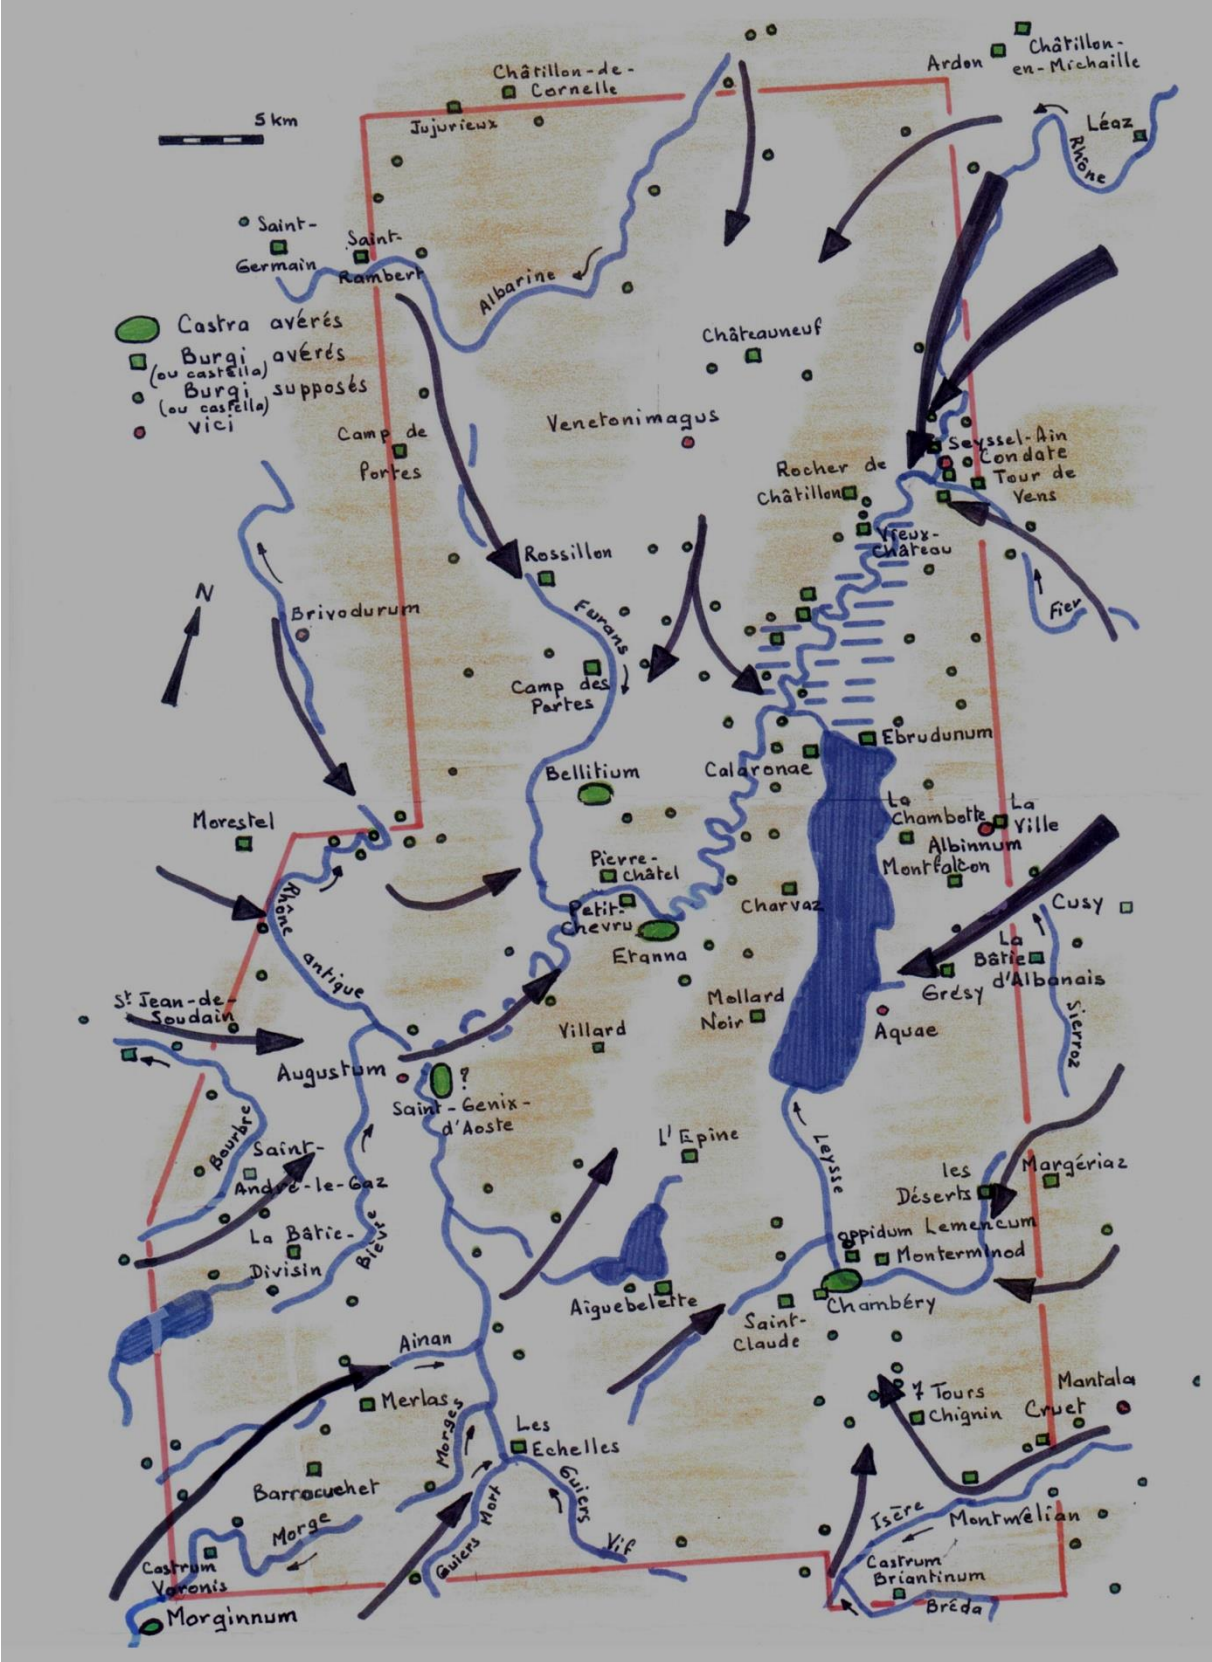 Châtillon-
en-Michaille
Ardon
Châtillon-de-
Cornelle
Jujurieux
5 km
Léaz
Rhône
Saint-
Germain
Saint-
Rambert
Albarine
Castra avérés
Burgi avérés
(ou castella)
Burgi supposés
(ou castella)
Vici
Châteauneuf
Venetonimagus
Camp de
Portes
Seyssel-Ain
Condate
Tour de
Vens
Rocher de
Châtillon
Vieux-
Château
Rossillon
Furans
Fier
N
Brivodurum
Camp des
Portes
Ebrudunum
Calaronae
Bellitium
Morestel
La
Chambotte
La
Ville
Albinnum
Montfalcon
Pierre-
Châtel
Charvaz
Petit-
Chevru
Etanna
Rhône
antique
Cusy
La
Bâtie
d'Albanais
Grésy
Sierroz
St Jean-de-
Soudain
Mollard
Noir
Villard
Aquae
Augustum
?
Saint-Genix-
d'Aoste
Bourbre
Saint-
André-le-Gaz
L'Epine
Leysse
les
Déserts
Margériaz
La Bâtie-
Divisin
Bièvre
oppidum Lemencum
Monterminod
Aiguebelette
Chambéry
Saint-
Claude
Ainan
Merlas
Morges
Les
Echelles
7 Tours
Chignin
Mantala
Cruet
Barracuchet
Guiers
Vif
Guiers Mort
Morge
Isère
Montmélian
Castrum
Voronis
Castrum
Briantinum
Bréda
Morginnum